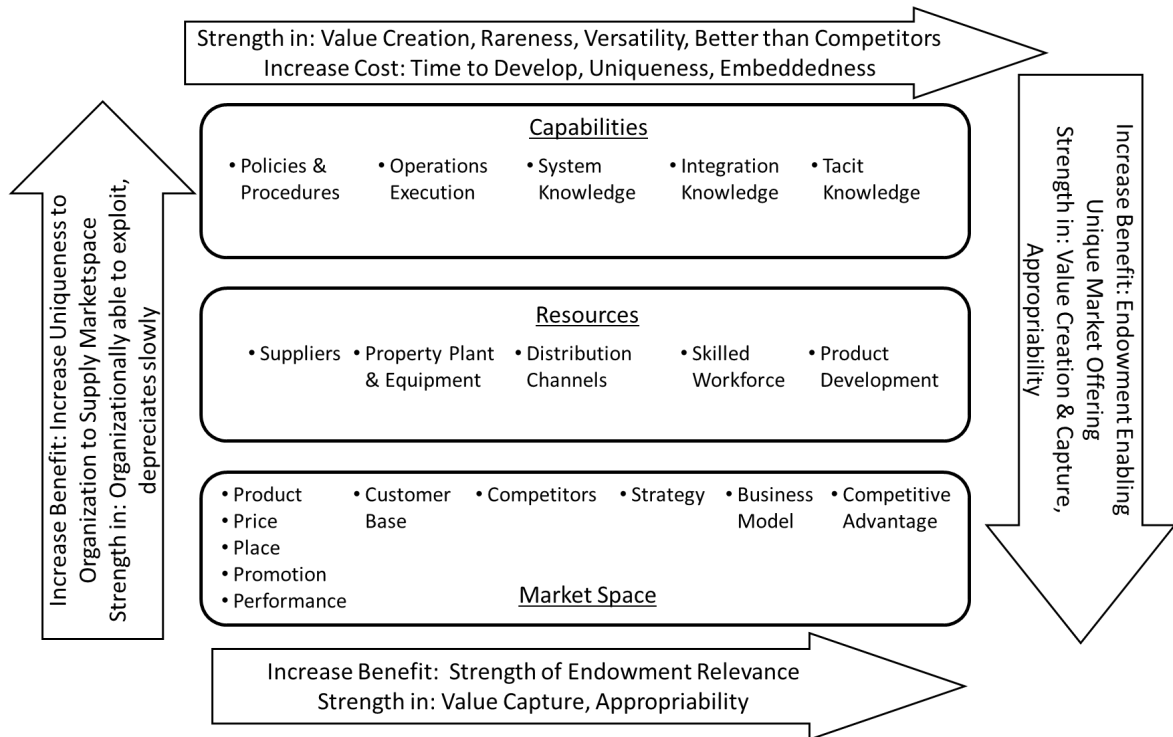 Strength in: Value Creation, Rareness, Versatility, Better than Competitors
Increase Cost: Time to Develop, Uniqueness, Embeddedness
Increase Benefit: Increase Uniqueness to
Organization to Supply Marketspace
Strength in: Organizationally able to exploit,
depreciates slowly
Capabilities
• Policies &
Procedures
• Operations
Execution
• System
Knowledge
• Integration
Knowledge
• Tacit
Knowledge
Resources
• Suppliers
• Property Plant
& Equipment
• Distribution
Channels
• Skilled
Workforce
• Product
Development
• Product
• Price
• Place
• Promotion
• Performance
• Customer
Base
• Competitors
• Strategy
• Business
Model
• Competitive
Advantage
Market Space
Increase Benefit: Endowment Enabling
Unique Market Offering
Strength in: Value Creation & Capture,
Appropriability
Increase Benefit: Strength of Endowment Relevance
Strength in: Value Capture, Appropriability